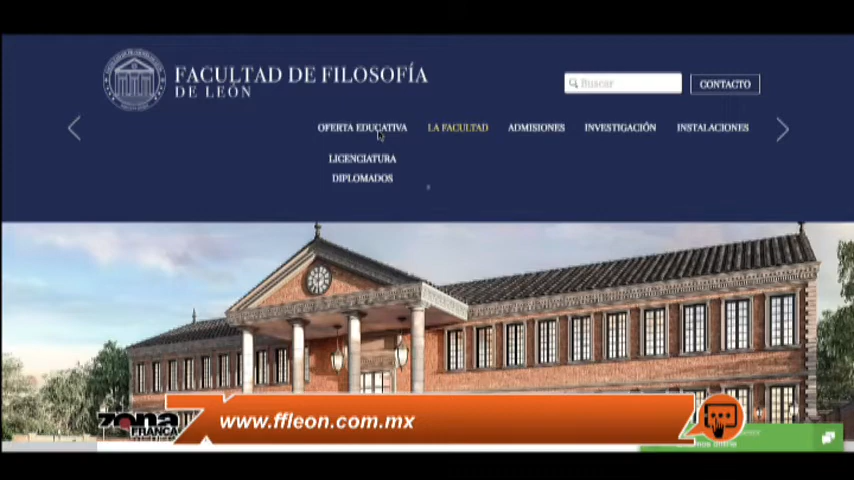 FACULTAD DE FILOSOFÍA
DE LEÓN
Buscar
CONTACTO
OFERTA EDUCATIVA
LA FACULTAD
ADMISIONES
INVESTIGACIÓN
INSTALACIONES
LICENCIATURA
DIPLOMADOS
zona
FRANCA
www.ffleon.com.mx
online